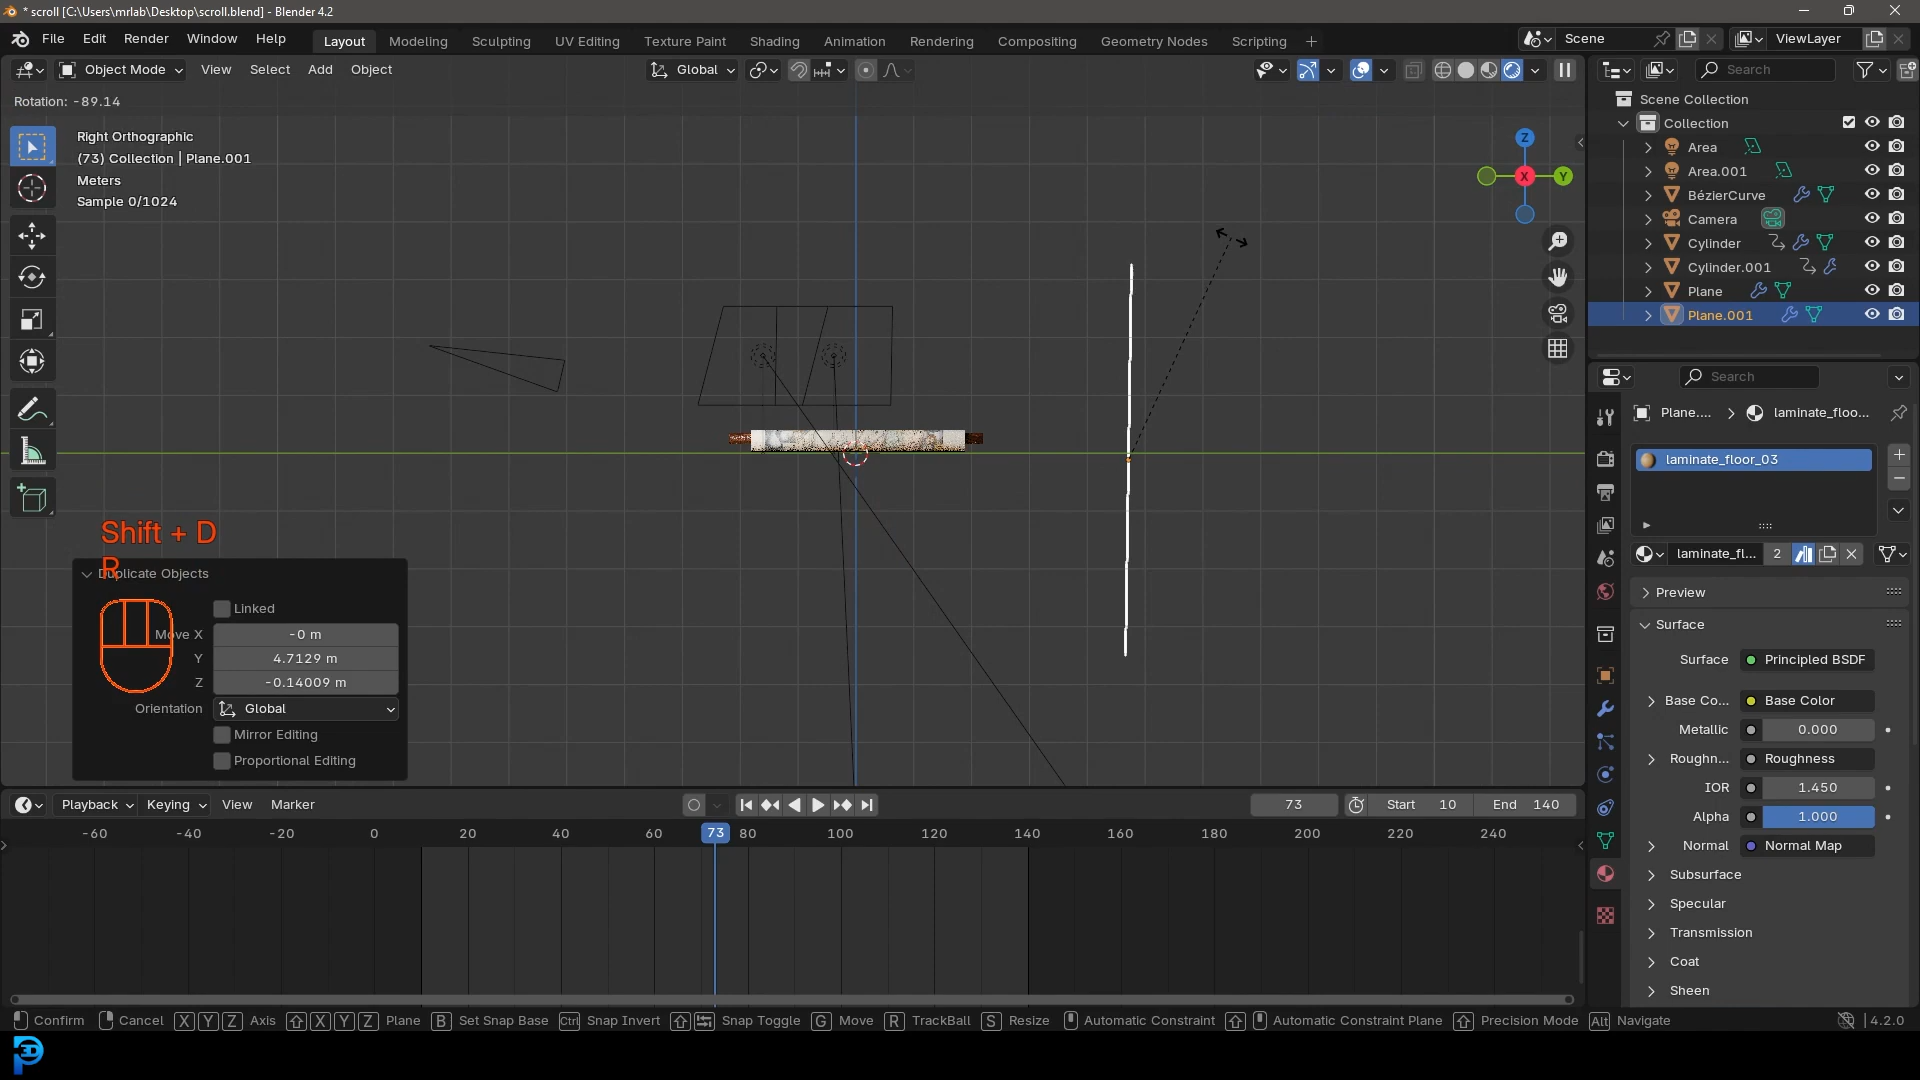 * scroll [C:\Users\mrlab\Desktop\scroll.blend] - Blender 4.2
File Edit Render Window Help
Layout Modeling Sculpting UV Editing Texture Paint Shading Animation Rendering Compositing Geometry Nodes Scripting +
Scene
ViewLayer
Object Mode View Select Add Object
Global
Search
Rotation: -89.14
Right Orthographic
(73) Collection | Plane.001
Meters
Sample 0/1024
Z
X
Y
Scene Collection
Collection
Area
Area.001
BézierCurve
Camera
Cylinder
Cylinder.001
Plane
Plane.001
Search
Plane.... laminate_floo...
laminate_floor_03
laminate_fl... 2
Preview
Surface
Surface Principled BSDF
Base Co... Base Color
Metallic 0.000
Roughn... Roughness
IOR 1.450
Alpha 1.000
Normal Normal Map
Subsurface
Specular
Transmission
Coat
Sheen
Shift + D
R
Duplicate Objects
Linked
Move X -0 m
Y 4.7129 m
Z -0.14009 m
Orientation Global
Mirror Editing
Proportional Editing
Playback Keying View Marker
73 Start 10 End 140
-60 -40 -20 0 20 40 60 73 80 100 120 140 160 180 200 220 240
Confirm Cancel X Y Z Axis X Y Z Plane B Set Snap Base Ctrl Snap Invert Snap Toggle G Move R TrackBall S Resize Automatic Constraint Automatic Constraint Plane Precision Mode Alt Navigate 4.2.0